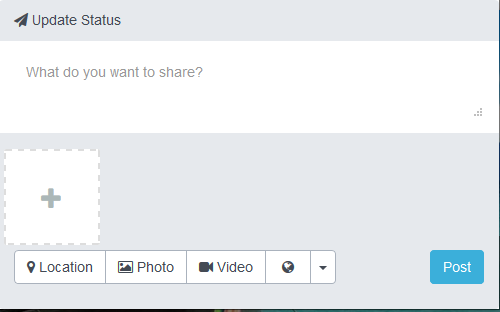 Update Status
What do you want to share?
Location Photo Video
Post